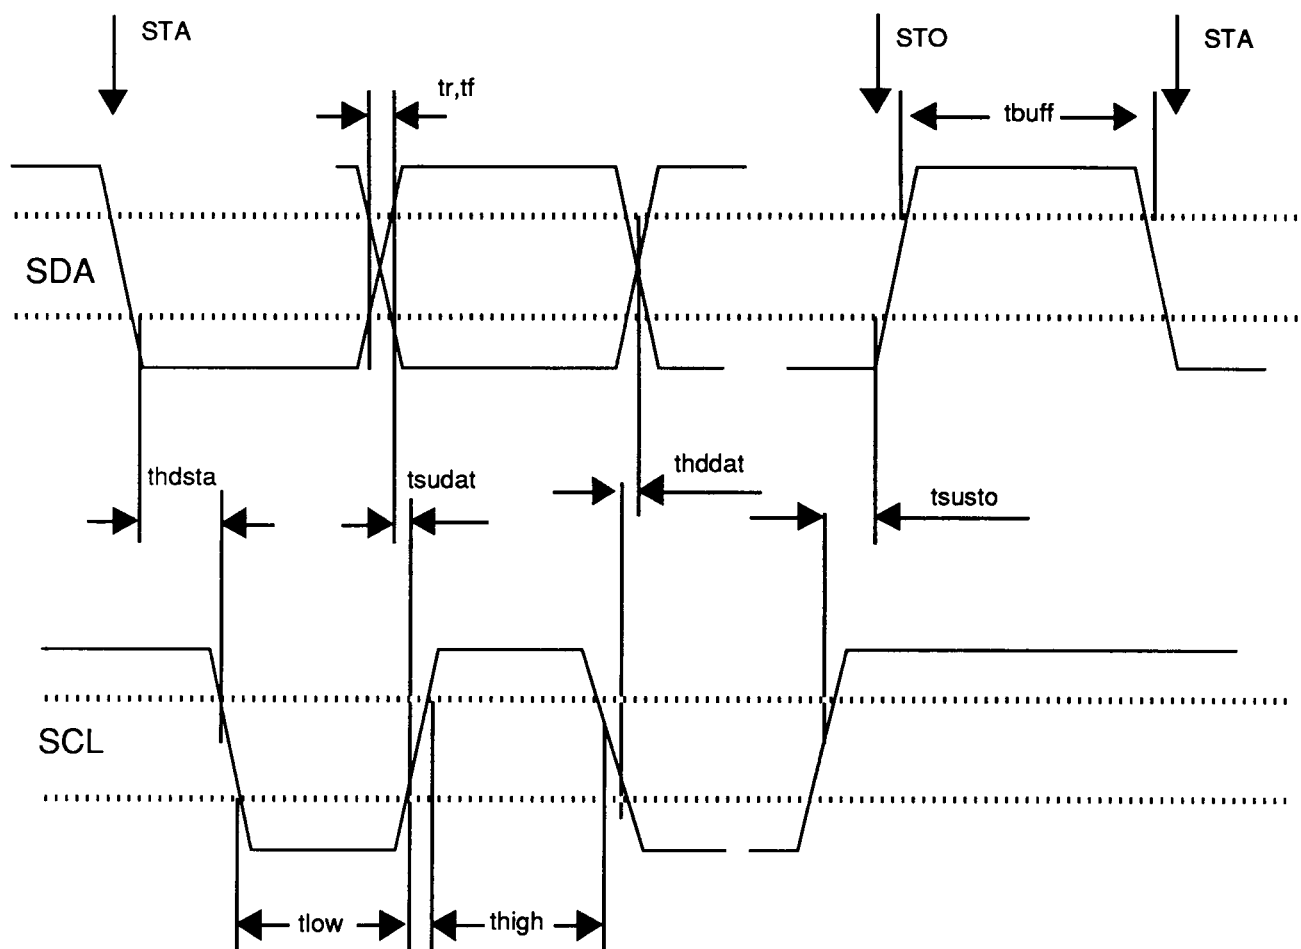 STA
STO
STA
tr,tf
tbuff
SDA
thdsta
tsudat
thddat
tsusto
SCL
tlow
thigh